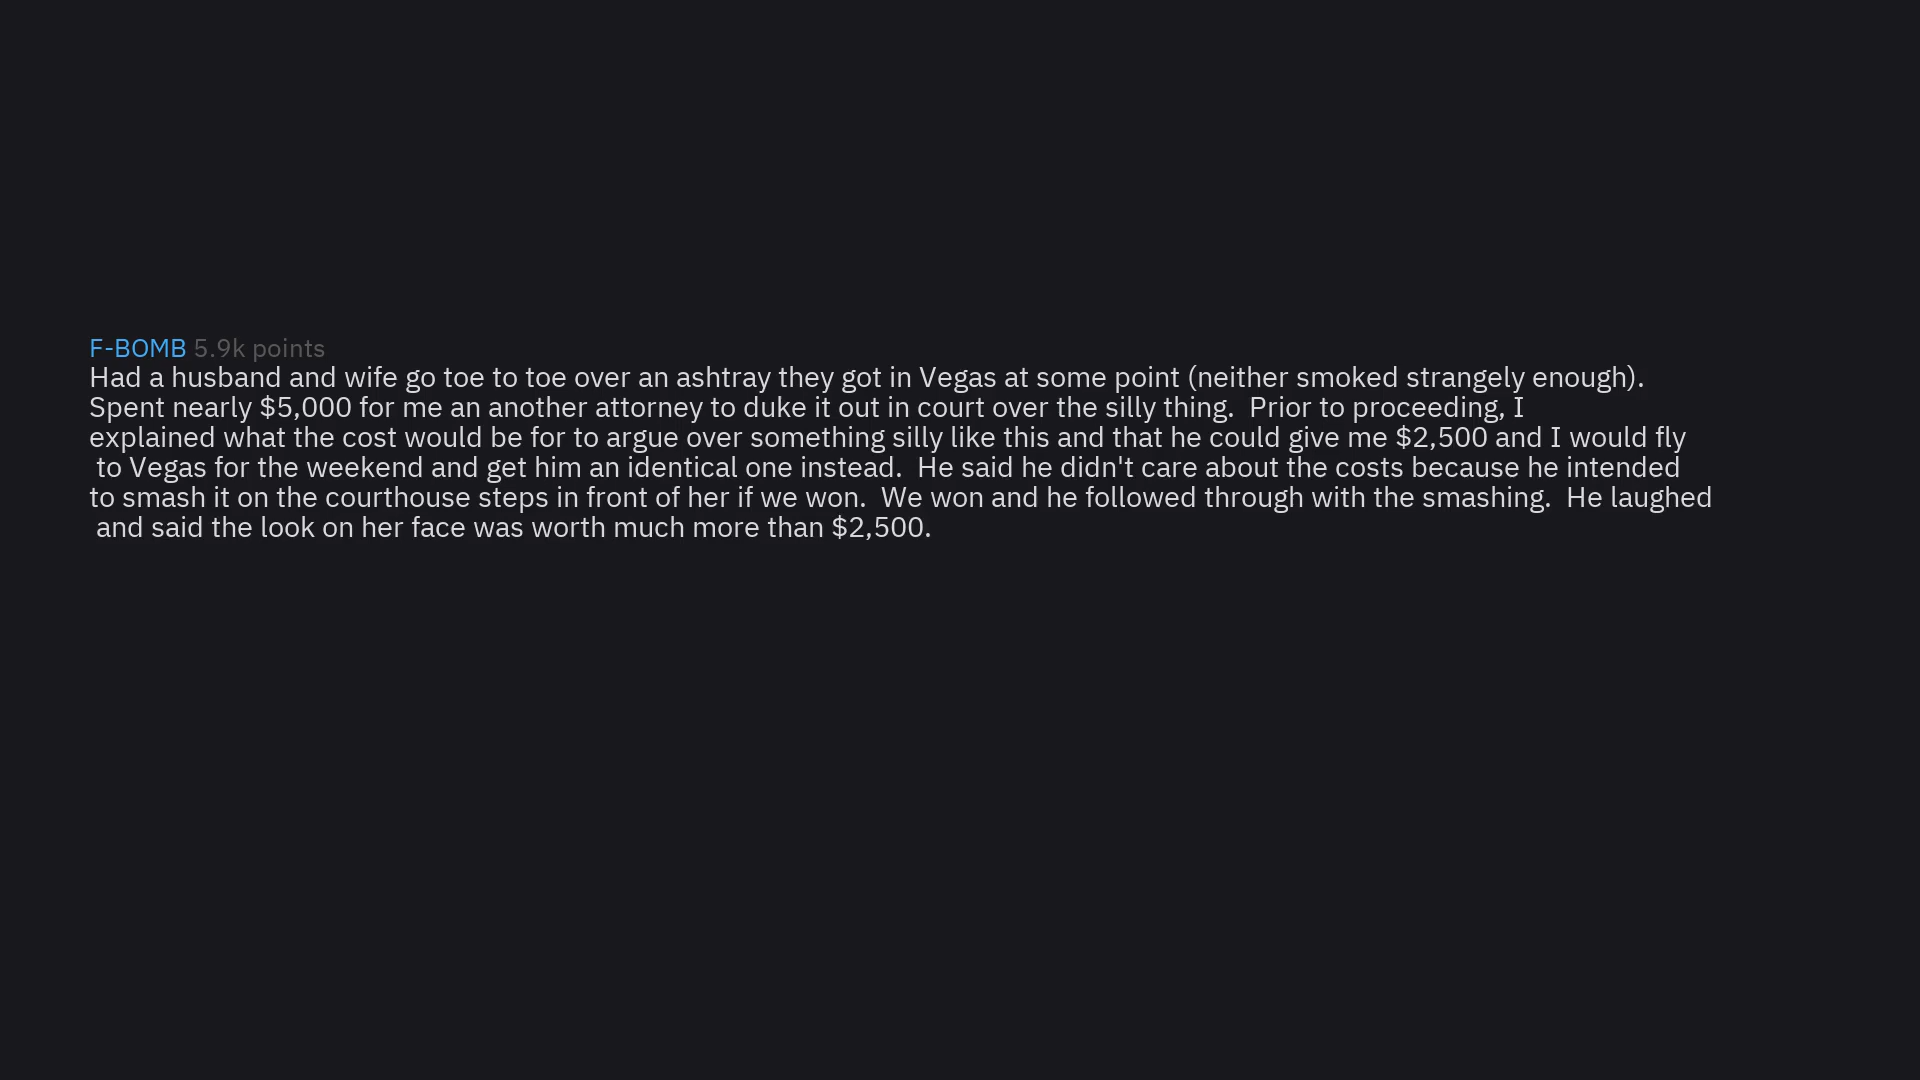 F-BOMB 5.9k points
Had a husband and wife go toe to toe over an ashtray they got in Vegas at some point (neither smoked strangely enough).
Spent nearly $5,000 for me an another attorney to duke it out in court over the silly thing.  Prior to proceeding, I
explained what the cost would be for to argue over something silly like this and that he could give me $2,500 and I would fly
to Vegas for the weekend and get him an identical one instead.  He said he didn't care about the costs because he intended
to smash it on the courthouse steps in front of her if we won.  We won and he followed through with the smashing.  He laughed
and said the look on her face was worth much more than $2,500.